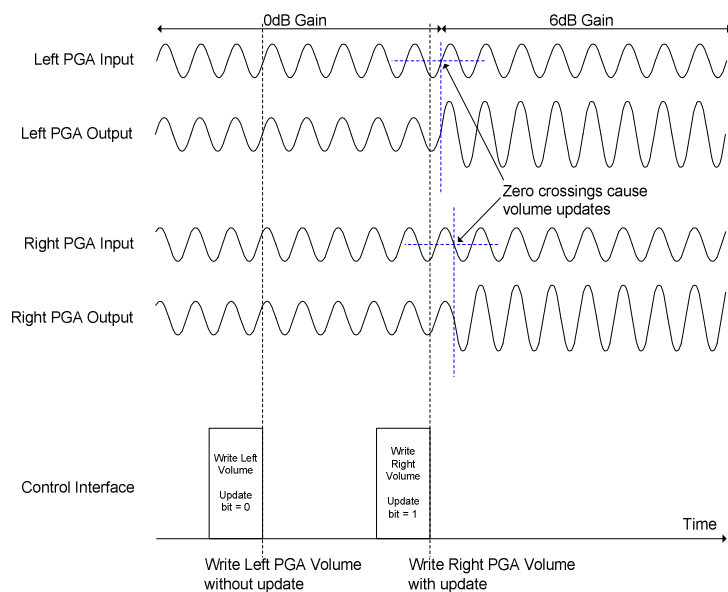 0dB Gain
6dB Gain
Left PGA Input
Left PGA Output
Zero crossings cause
volume updates
Right PGA Input
Right PGA Output
Control Interface
Write Left
Volume
Update
bit = 0
Write
Right
Volume
Update
bit = 1
Time
Write Left PGA Volume
without update
Write Right PGA Volume
with update